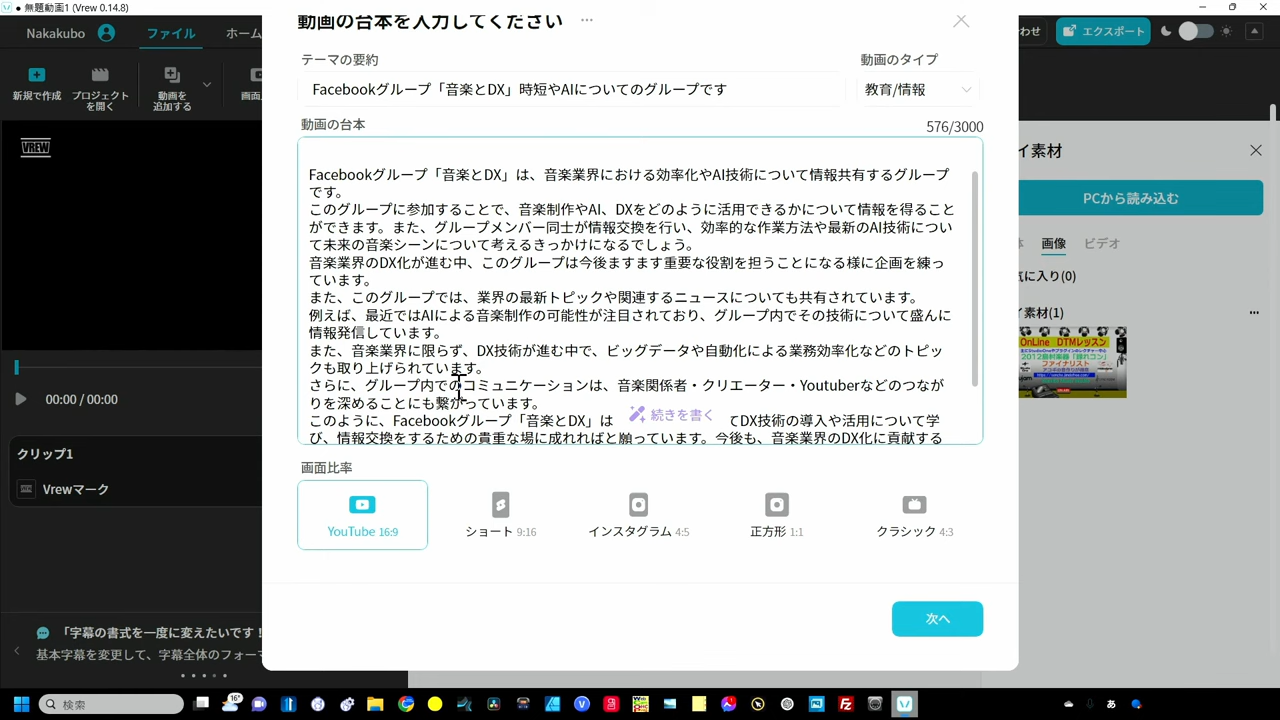 ● 無題動画1 (Vrew 0.14.8)
Nakakubo
ファイル
ホーム
エクスポート
新規で作成
プロジェクトを開く
動画を追加する
VREW
00:00 / 00:00
クリップ1
Vrewマーク
「字幕の書式を一度に変えたいです!
基本字幕を変更して、字幕全体のフォーマ
動画の台本を入力してください
テーマの要約
動画のタイプ
Facebookグループ「音楽とDX」時短やAIについてのグループです
教育/情報
動画の台本
576/3000
Facebookグループ「音楽とDX」は、音楽業界における効率化やAI技術について情報共有するグループ
です。
このグループに参加することで、音楽制作やAI、DXをどのように活用できるかについて情報を得ること
ができます。また、グループメンバー同士が情報交換を行い、効率的な作業方法や最新のAI技術につい
て未来の音楽シーンについて考えるきっかけになるでしょう。
音楽業界のDX化が進む中、このグループは今後ますます重要な役割を担うことになる様に企画を練っ
ています。
また、このグループでは、業界の最新トピックや関連するニュースについても共有されています。
例えば、最近ではAIによる音楽制作の可能性が注目されており、グループ内でその技術について盛んに
情報発信しています。
また、音楽業界に限らず、DX技術が進む中で、ビッグデータや自動化による業務効率化などのトピッ
クも取り上げられています。
さらに、グループ内でのコミュニケーションは、音楽関係者・クリエーター・Youtuberなどのつなが
りを深めることにも繋がっています。
このように、Facebookグループ「音楽とDX」は 続きを書く てDX技術の導入や活用について学
び、情報交換をするための貴重な場に成れればと願っています。今後も、音楽業界のDX化に貢献する
画面比率
YouTube 16:9
ショート 9:16
インスタグラム 4:5
正方形 1:1
クラシック 4:3
次へ
イ素材
PCから読み込む
画像
ビデオ
気に入り(0)
イ素材(1)
OnLine DTMレッスン
ファイナリスト
検索
16°
あ